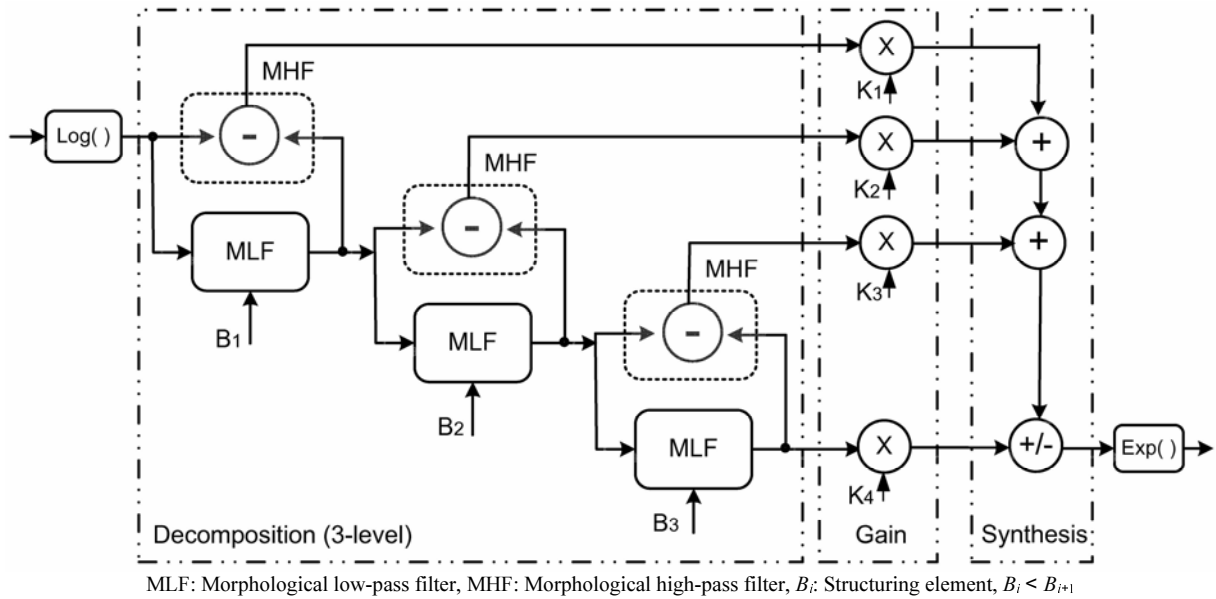 MHF
Log( )
-
X
K1
MHF
-
X
K2
+
MLF
B1
MHF
-
X
K3
+
MLF
B2
MLF
B3
X
K4
+/-
Exp( )
Decomposition (3-level)
Gain
Synthesis
MLF: Morphological low-pass filter, MHF: Morphological high-pass filter, Bi: Structuring element, Bi < Bi+1